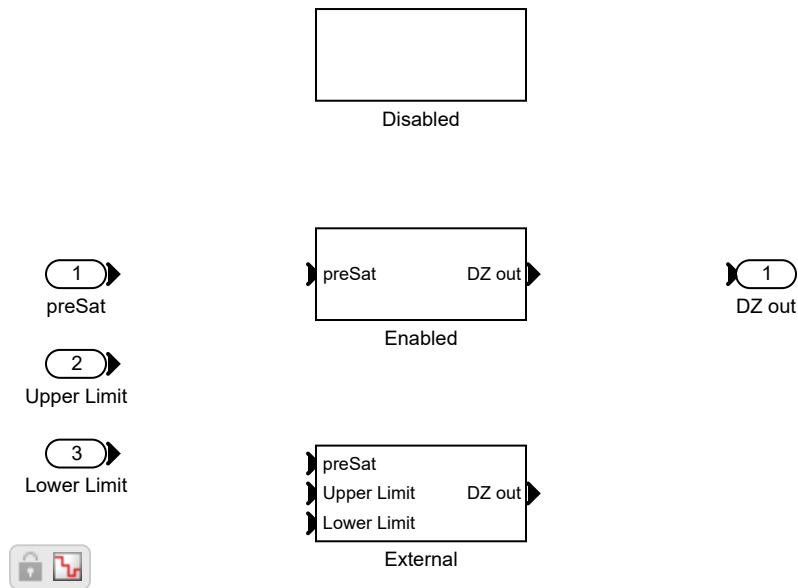 Disabled
1
preSat
preSat
DZ out
Enabled
1
DZ out
2
Upper Limit
3
Lower Limit
preSat
Upper Limit
DZ out
Lower Limit
External